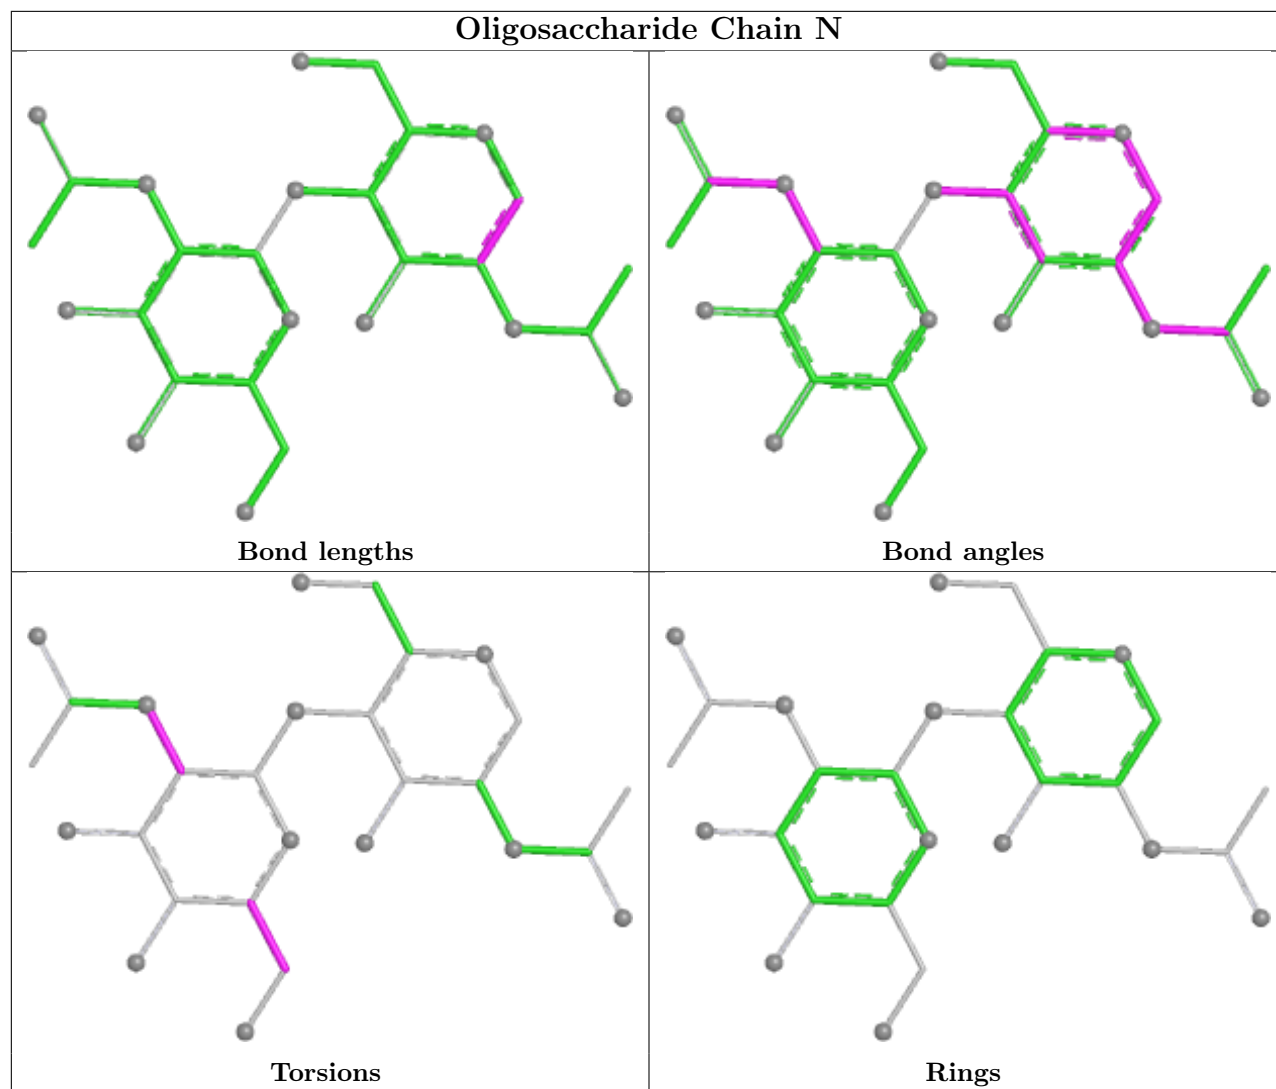 Oligosaccharide Chain N
Bond lengths
Bond angles
Torsions
Rings